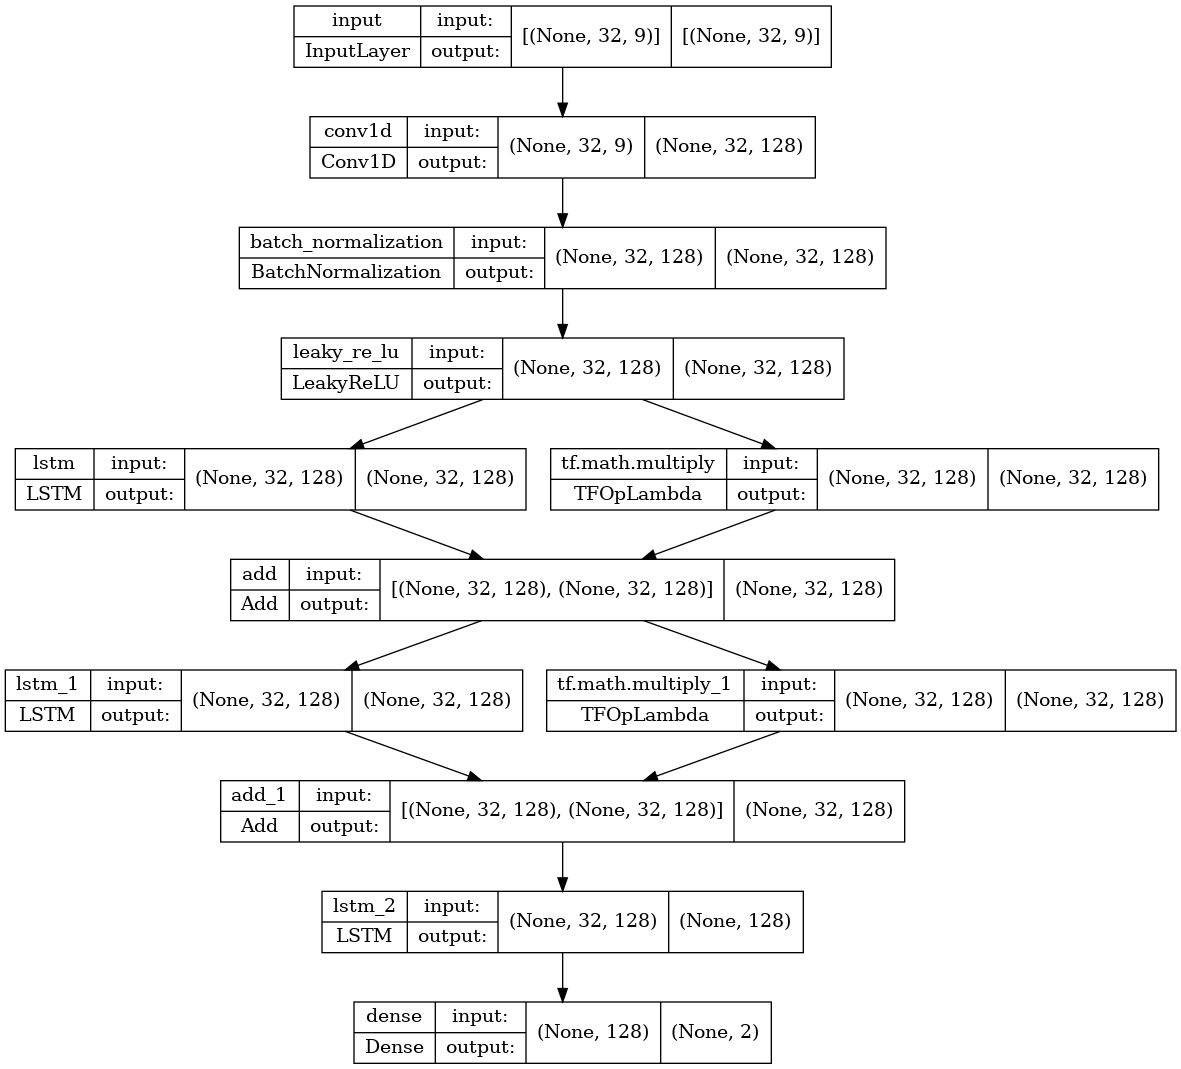 input input: [(None, 32, 9)] [(None, 32, 9)]
InputLayer output:
conv1d input: (None, 32, 9) (None, 32, 128)
Conv1D output:
batch_normalization input: (None, 32, 128) (None, 32, 128)
BatchNormalization output:
leaky_re_lu input: (None, 32, 128) (None, 32, 128)
LeakyReLU output:
lstm input: (None, 32, 128) (None, 32, 128)
LSTM output:
tf.math.multiply input: (None, 32, 128) (None, 32, 128)
TFOpLambda output:
add input: [(None, 32, 128), (None, 32, 128)] (None, 32, 128)
Add output:
lstm_1 input: (None, 32, 128) (None, 32, 128)
LSTM output:
tf.math.multiply_1 input: (None, 32, 128) (None, 32, 128)
TFOpLambda output:
add_1 input: [(None, 32, 128), (None, 32, 128)] (None, 32, 128)
Add output:
lstm_2 input: (None, 32, 128) (None, 128)
LSTM output:
dense input: (None, 128) (None, 2)
Dense output: